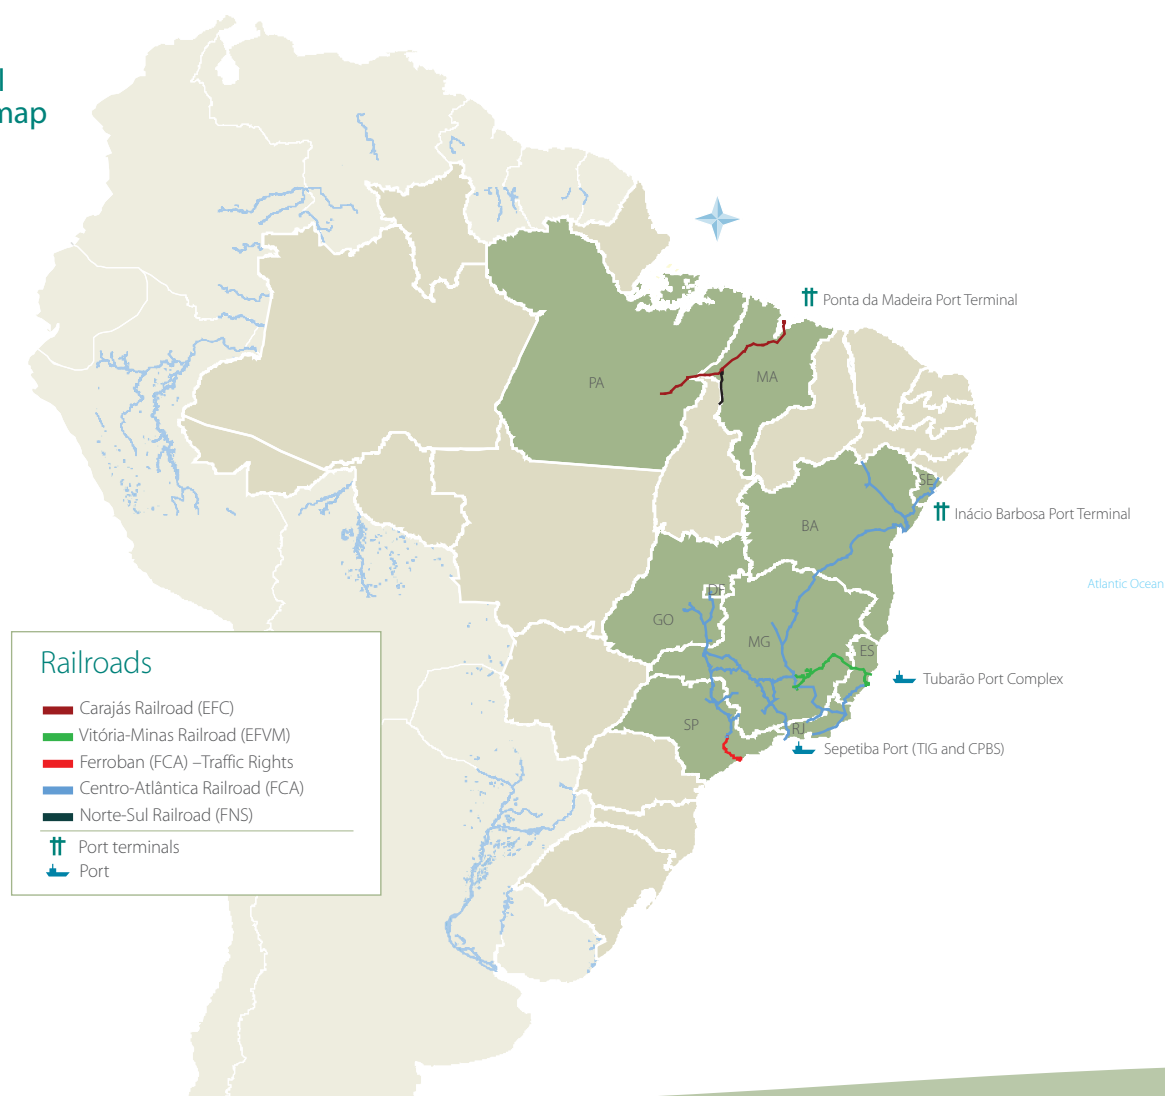 map
Ponta da Madeira Port Terminal
PA
MA
SE
Inácio Barbosa Port Terminal
BA
Atlantic Ocean
DF
GO
MG
ES
Tubarão Port Complex
SP
RJ
Sepetiba Port (TIG and CPBS)
Railroads
Carajás Railroad (EFC)
Vitória-Minas Railroad (EFVM)
Ferroban (FCA) –Traffic Rights
Centro-Atlântica Railroad (FCA)
Norte-Sul Railroad (FNS)
Port terminals
Port